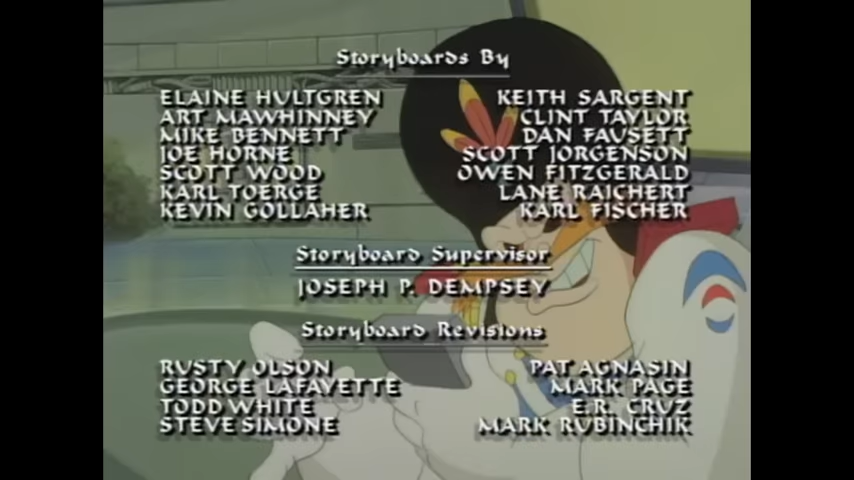 Storyboards By
ELAINE HULTGREN KEITH SARGENT
ART MAWHINNEY CLINT TAYLOR
MIKE BENNETT DAN FAUSETT
JOE HORNE SCOTT JORGENSON
SCOTT WOOD OWEN FITZGERALD
KARL TOERGE LANE RAICHERT
KEVIN GOLLAHER KARL FISCHER
Storyboard Supervisor
JOSEPH P. DEMPSEY
Storyboard Revisions
RUSTY OLSON PAT AGNASIN
GEORGE LAFAYETTE MARK PAGE
TODD WHITE E.R. CRUZ
STEVE SIMONE MARK RUBINCHIK